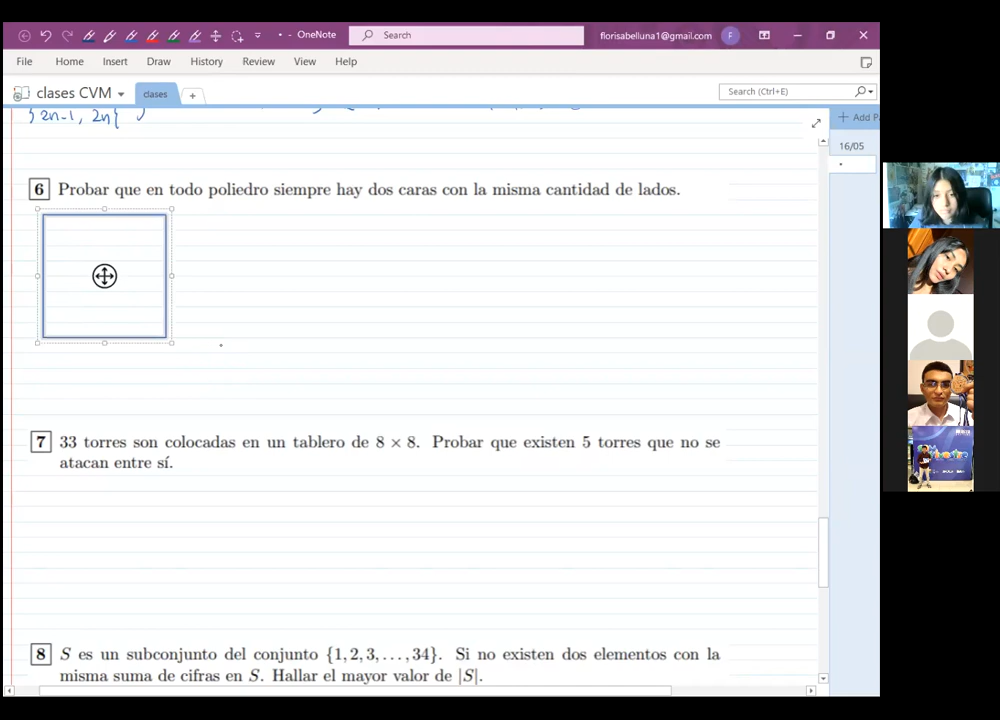 OneNote
Search
florisabelluna1@gmail.com
F
File Home Insert Draw History Review View Help
clases CVM
clases
+
Search (Ctrl+E)
} 2n-1, 2n{
+ Add P
16/05
6 Probar que en todo poliedro siempre hay dos caras con la misma cantidad de lados.
7 33 torres son colocadas en un tablero de 8 × 8. Probar que existen 5 torres que no se
atacan entre sí.
8 S es un subconjunto del conjunto {1, 2, 3, . . . , 34}. Si no existen dos elementos con la
misma suma de cifras en S. Hallar el mayor valor de |S|.